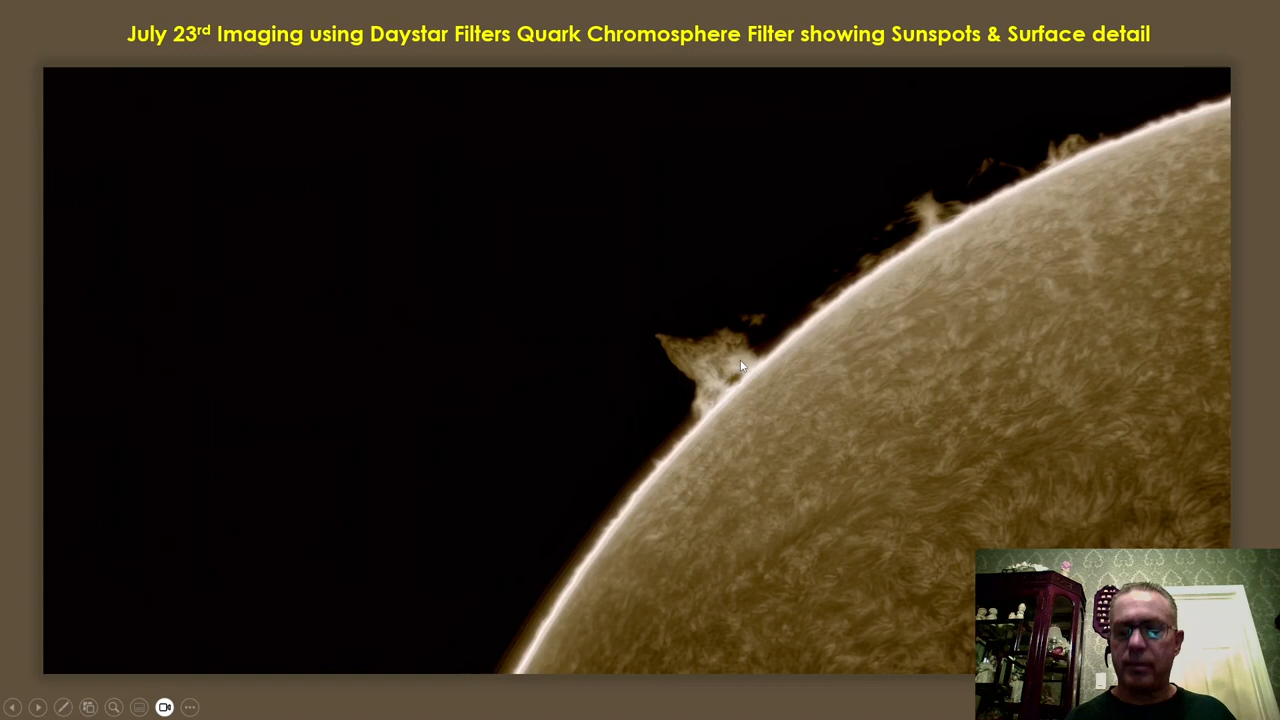 July 23rd Imaging using Daystar Filters Quark Chromosphere Filter showing Sunspots & Surface detail